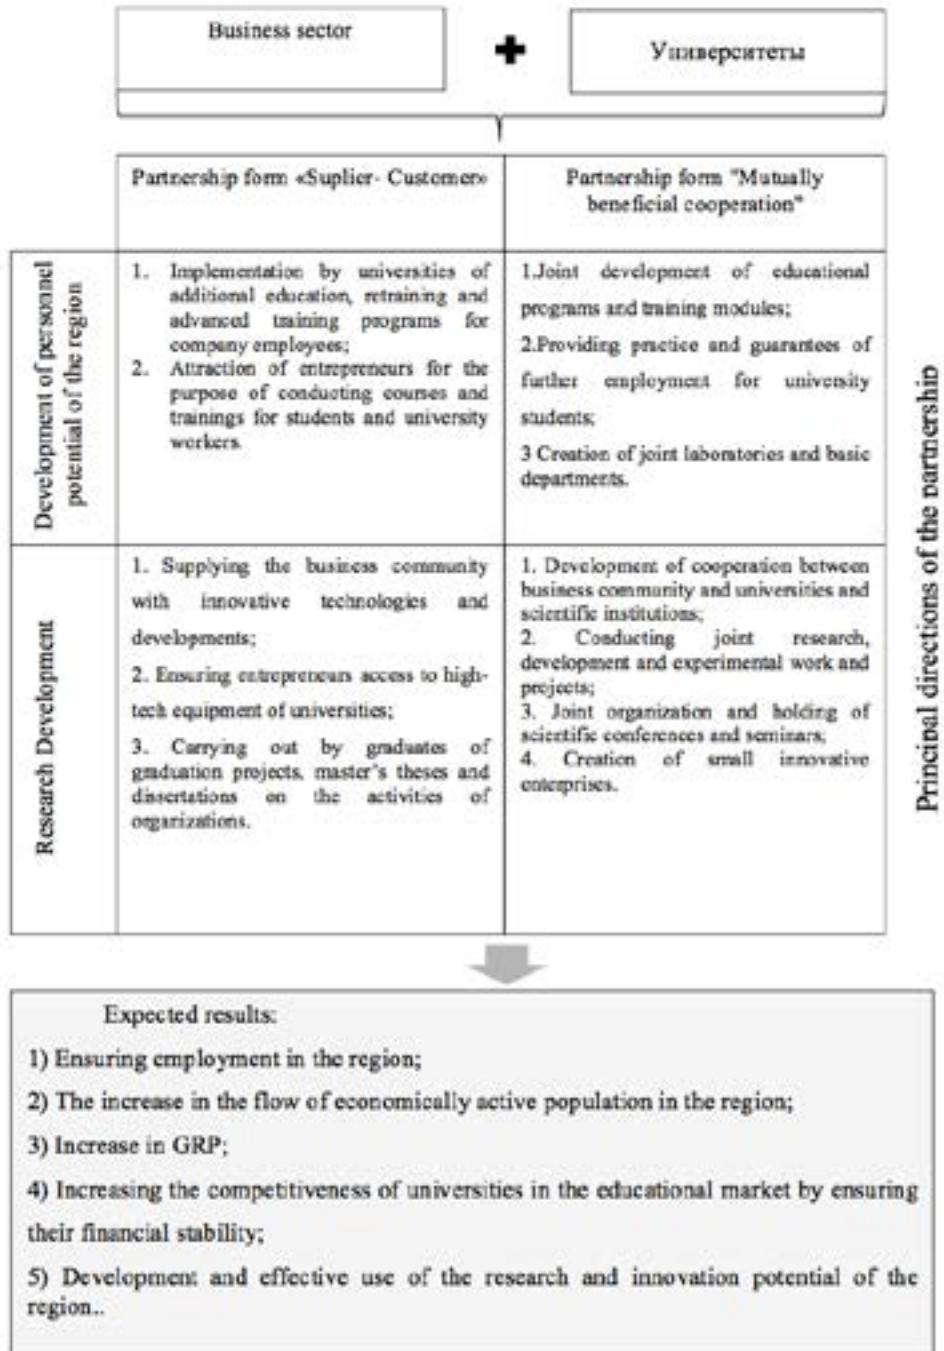 Business sector
+
Университеты
Partnership form «Suplier- Customer»
Partnership form "Mutually
beneficial cooperation"
Development of personnel
potential of the region
1. Implementation by universities of
additional education, retraining and
advanced training programs for
company employees;
2. Attraction of entrepreneurs for the
purpose of conducting courses and
trainings for students and university
workers.
1.Joint development of educational
programs and training modules;
2.Providing practice and guarantees of
further employment for university
students;
3 Creation of joint laboratories and basic
departments.
Research Development
1. Supplying the business community
with innovative technologies and
developments;
2. Ensuring entrepreneurs access to high-
tech equipment of universities;
3. Carrying out by graduates of
graduation projects, master's theses and
dissertations on the activities of
organizations.
1. Development of cooperation between
business community and universities and
scientific institutions;
2. Conducting joint research,
development and experimental work and
projects;
3. Joint organization and holding of
scientific conferences and seminars;
4. Creation of small innovative
enterprises.
Principal directions of the partnership
Expected results:
1) Ensuring employment in the region;
2) The increase in the flow of economically active population in the region;
3) Increase in GRP;
4) Increasing the competitiveness of universities in the educational market by ensuring
their financial stability;
5) Development and effective use of the research and innovation potential of the
region..